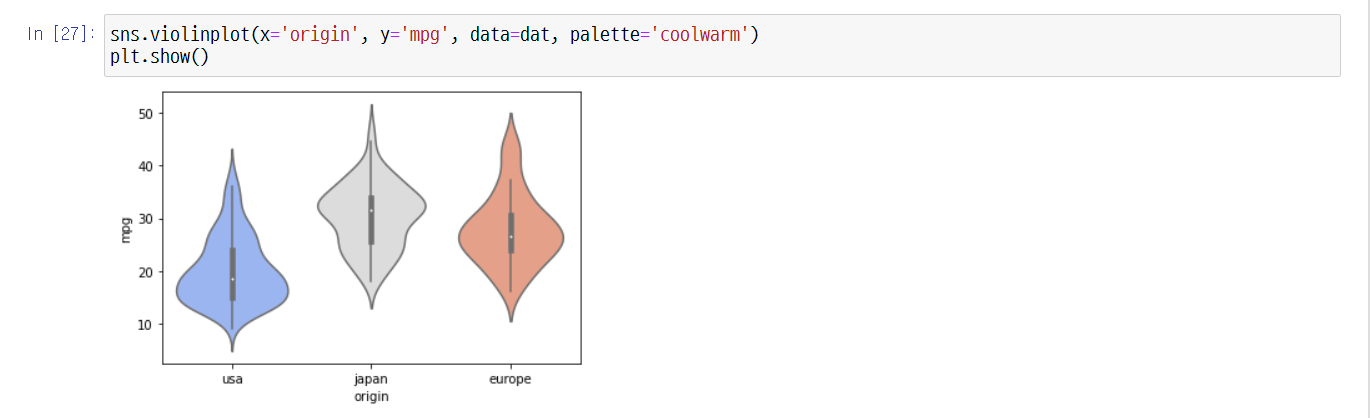 In [27]:
sns.violinplot(x='origin', y='mpg', data=dat, palette='coolwarm')
plt.show()
50
40
30
20
10
mpg
usa
japan
europe
origin